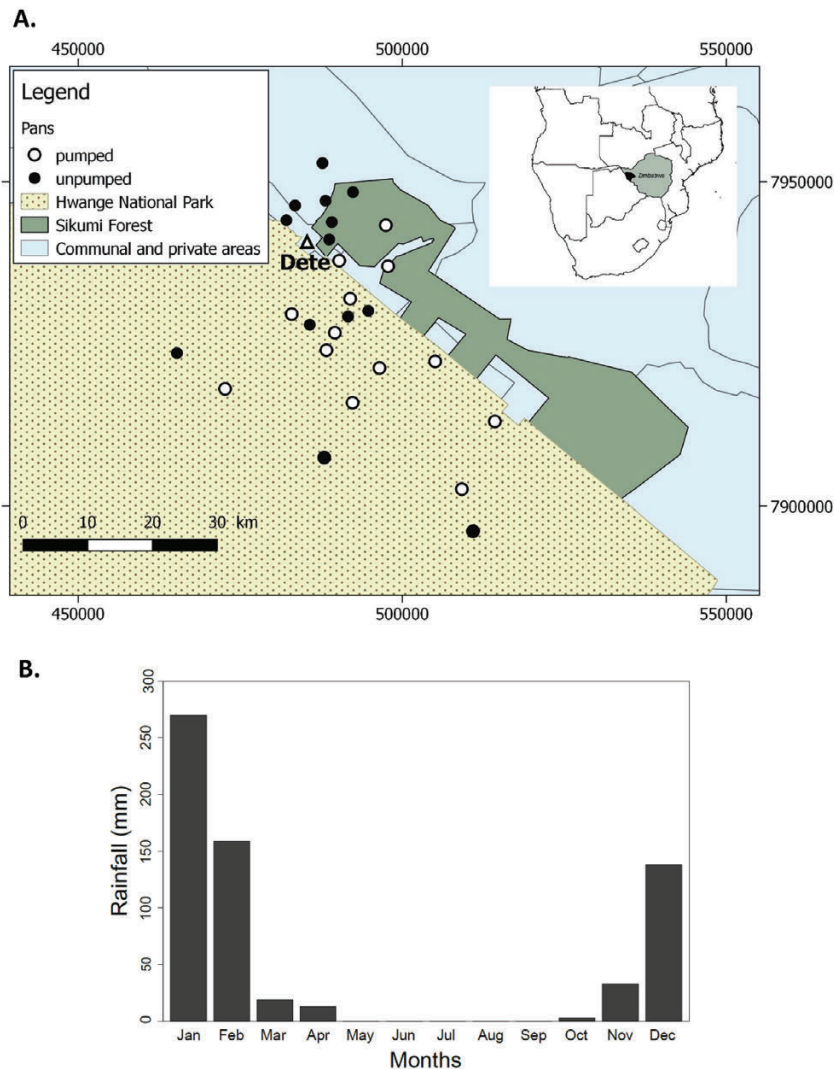 A.
450000 500000 550000
Legend
Pans
pumped
unpumped
Hwange National Park
Sikumi Forest
Communal and private areas
Zimbabwe
7950000
Dete
7900000
0 10 20 30 km
450000 500000 550000
B.
300
250
200
150
100
50
0
Rainfall (mm)
Jan Feb Mar Apr May Jun Jul Aug Sep Oct Nov Dec
Months